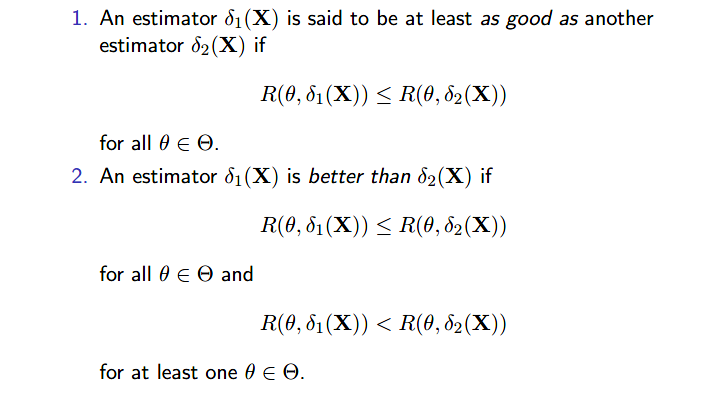 1. An estimator δ₁(X) is said to be at least as good as another
estimator δ₂(X) if
R(θ, δ₁(X)) ≤ R(θ, δ₂(X))
for all θ ∈ Θ.
2. An estimator δ₁(X) is better than δ₂(X) if
R(θ, δ₁(X)) ≤ R(θ, δ₂(X))
for all θ ∈ Θ and
R(θ, δ₁(X)) < R(θ, δ₂(X))
for at least one θ ∈ Θ.